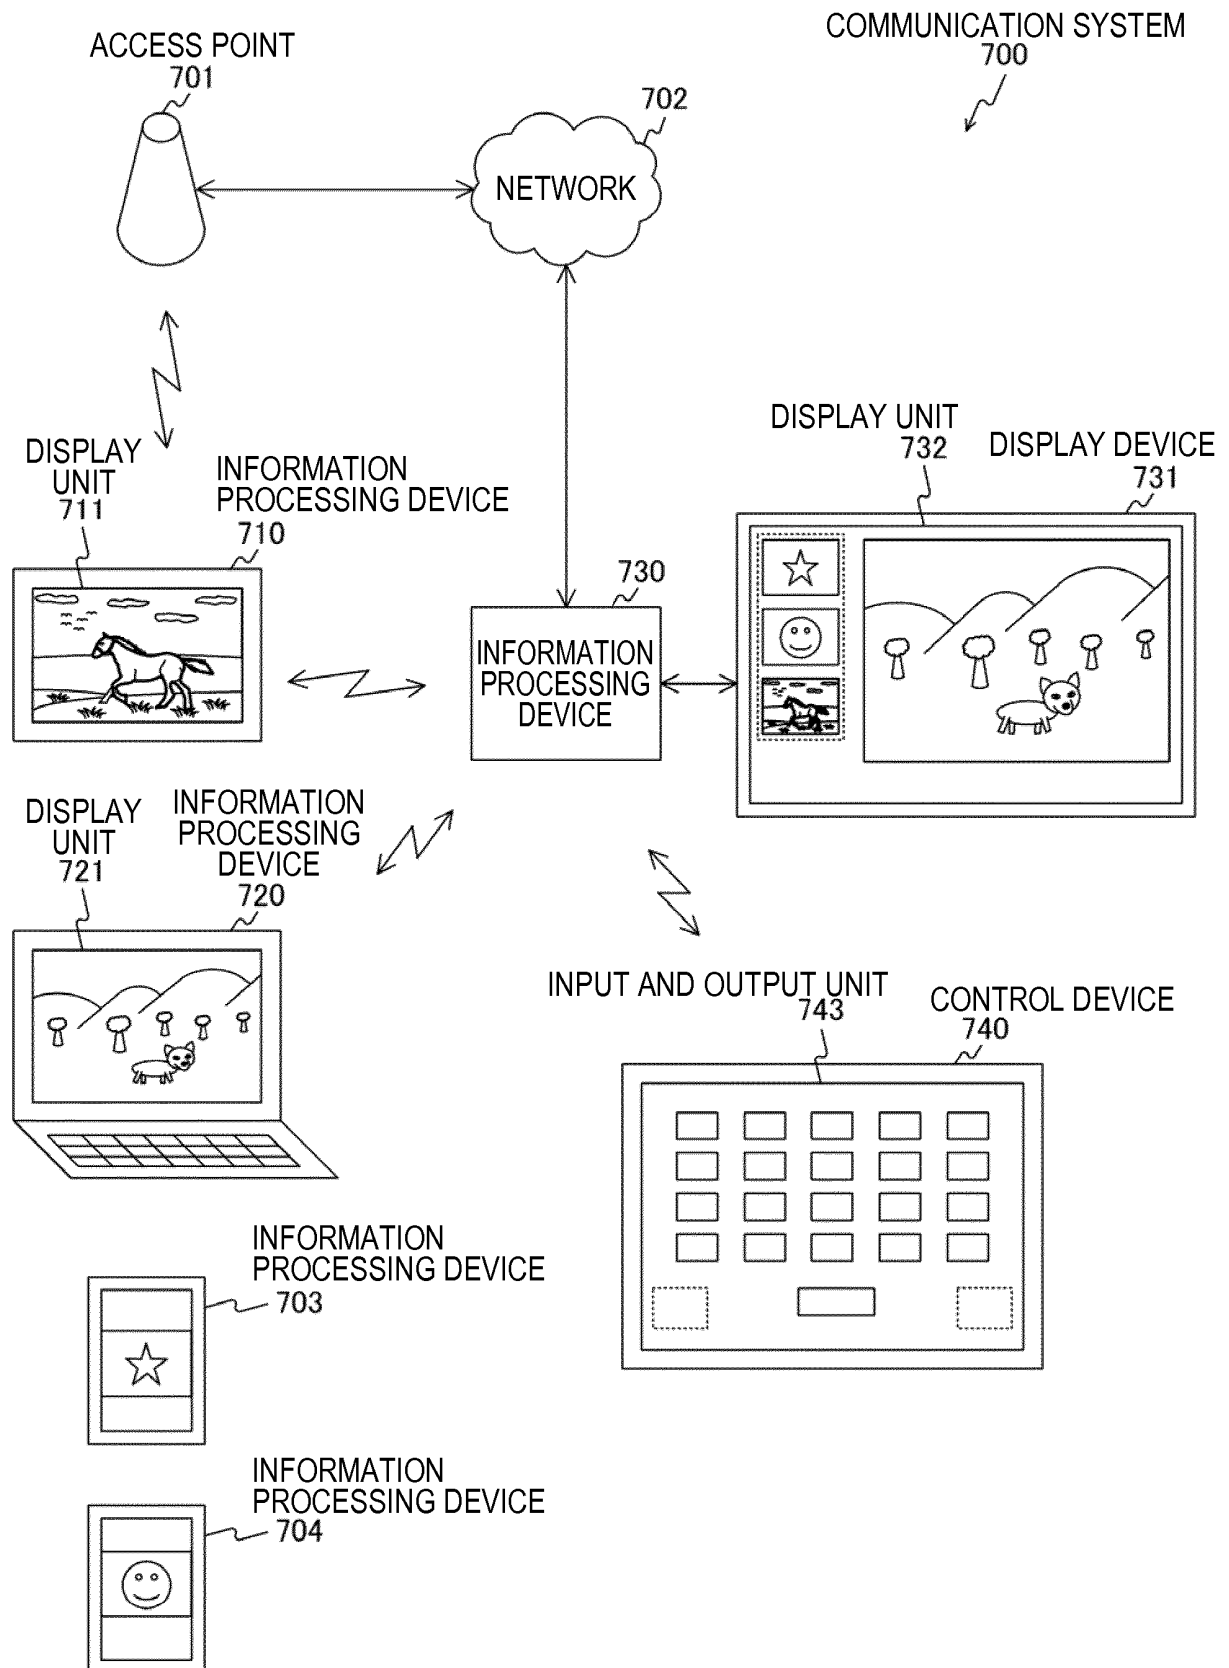 COMMUNICATION SYSTEM
700
ACCESS POINT
701
702
NETWORK
DISPLAY UNIT
732
DISPLAY DEVICE
731
DISPLAY
UNIT
711
INFORMATION
PROCESSING DEVICE
710
730
INFORMATION
PROCESSING
DEVICE
DISPLAY
UNIT
721
INFORMATION
PROCESSING
DEVICE
720
INPUT AND OUTPUT UNIT
743
CONTROL DEVICE
740
INFORMATION
PROCESSING DEVICE
703
INFORMATION
PROCESSING DEVICE
704